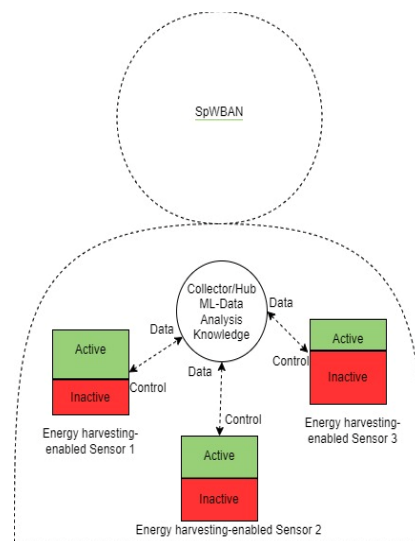 SpWBAN
Collector/Hub
ML-Data
Analysis
Knowledge
Data
Data
Data
Control
Control
Control
Active
Inactive
Energy harvesting-
enabled Sensor 1
Active
Inactive
Energy harvesting-enabled Sensor 2
Active
Inactive
Energy harvesting-
enabled Sensor 3